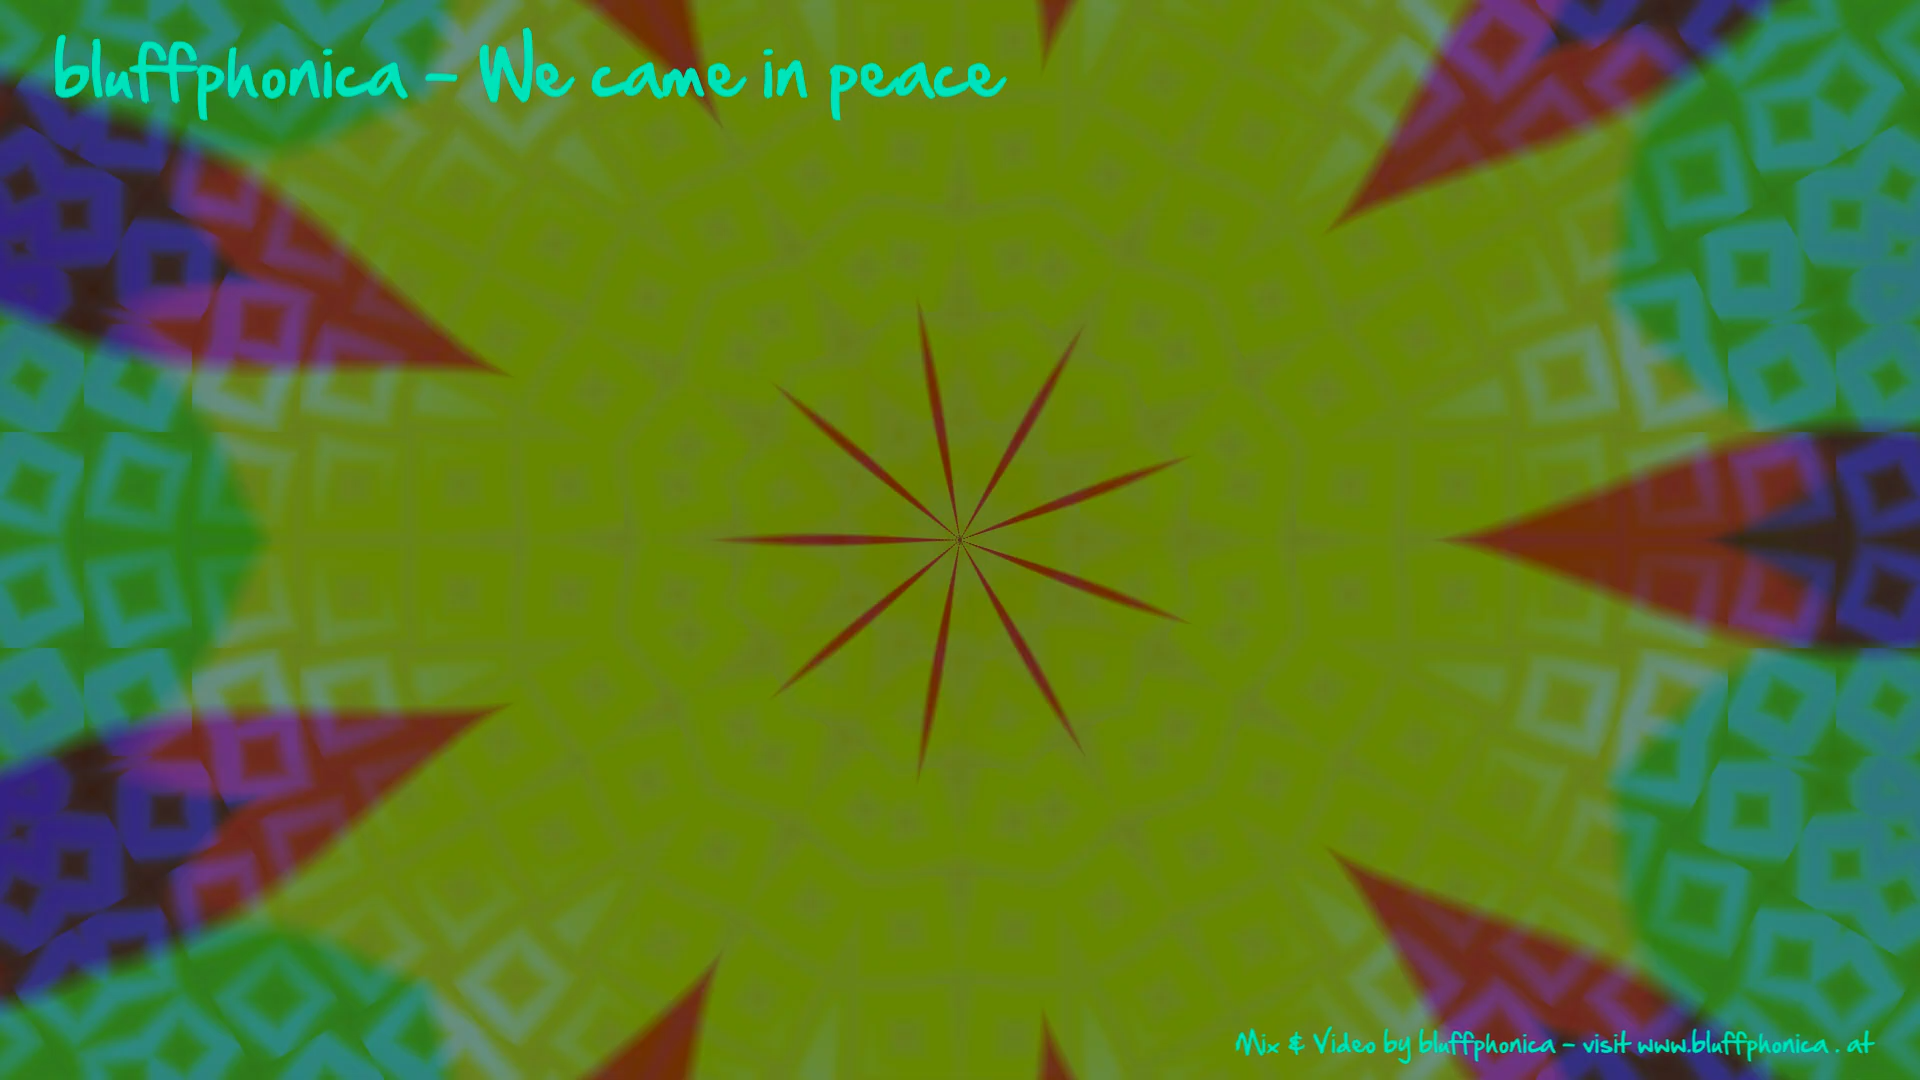 bluffphonica - We came in peace
Mix & Video by bluffphonica - visit www.bluffphonica . at